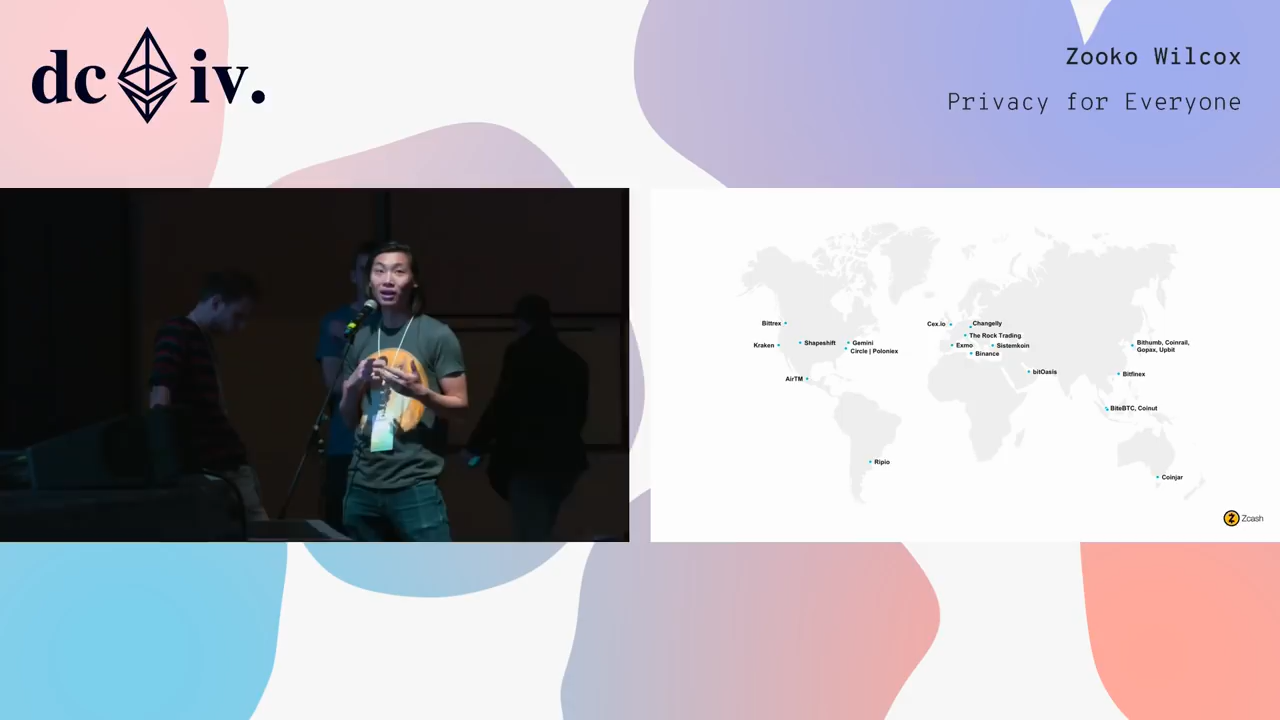 dc iv.
Zooko Wilcox
Privacy for Everyone
Bittrex
Cex.io
Changelly
The Rock Trading
Kraken
Shapeshift
Gemini
Circle | Poloniex
Exmo
Sistemkoin
Binance
Bithumb, Coinrail,
Gopax, Upbit
AirTM
bitOasis
Bitfinex
BiteBTC, Coinut
Ripio
Coinjar
Zcash